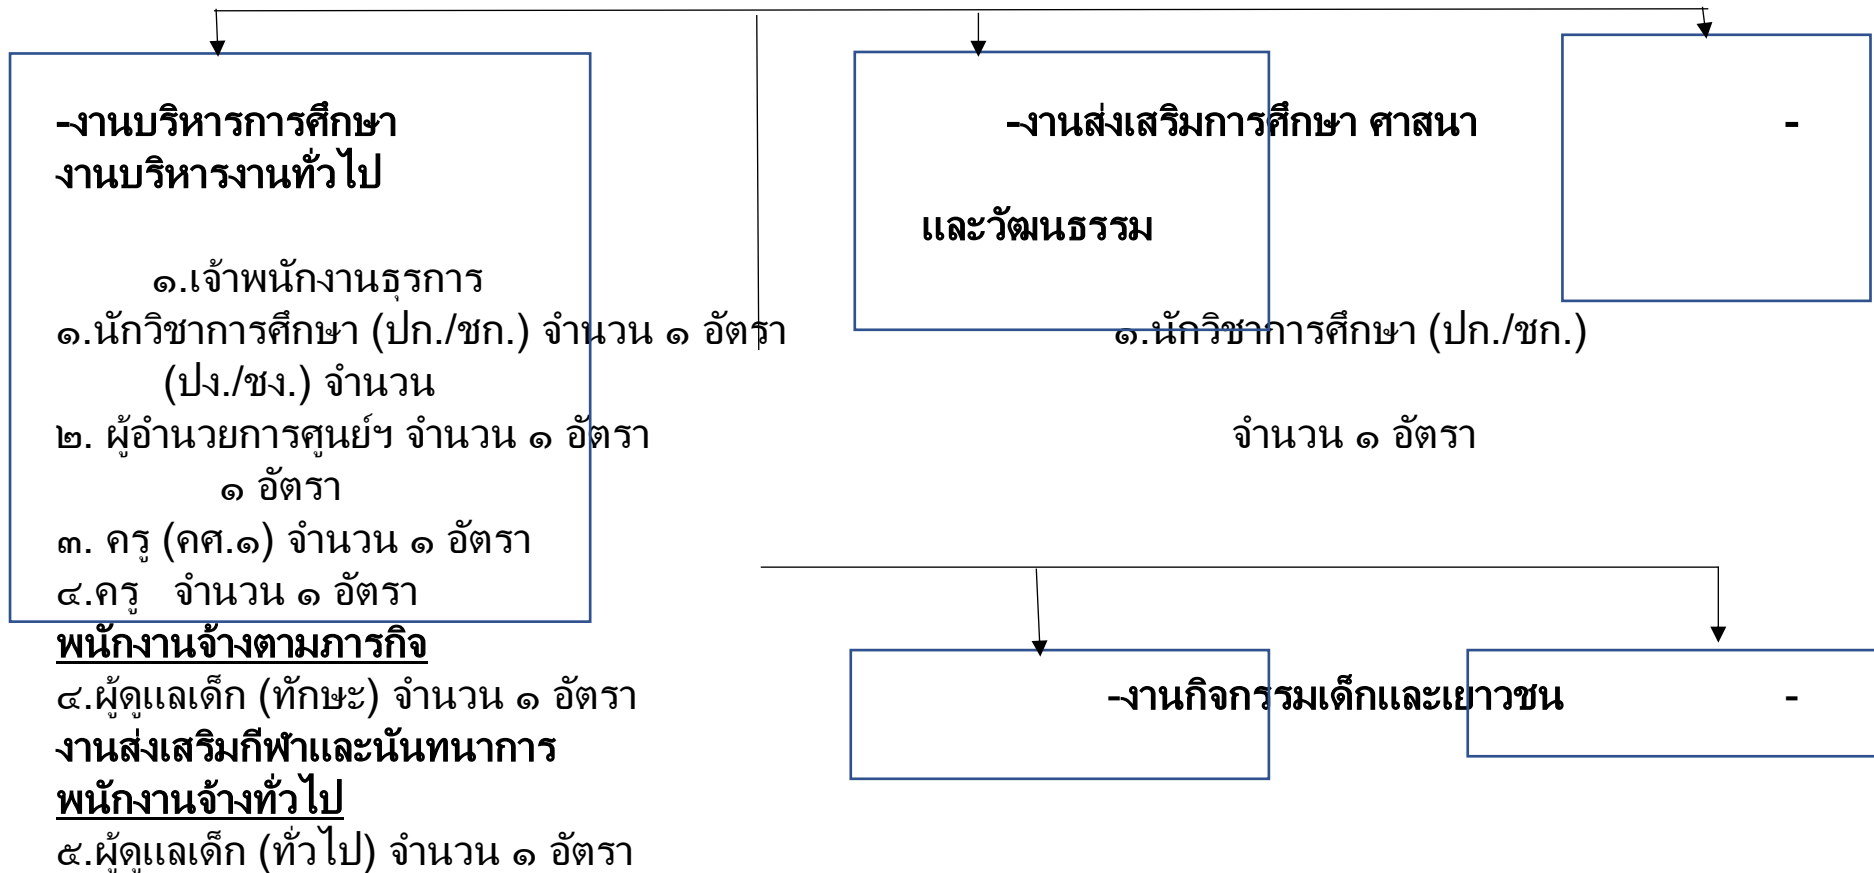 -งานบริหารการศึกษา -งานส่งเสริมการศึกษา ศาสนา -
งานบริหารงานทั่วไป
และวัฒนธรรม
๑.เจ้าพนักงานธุรการ
๑.นักวิชาการศึกษา (ปก./ชก.) จำนวน ๑ อัตรา ๑.นักวิชาการศึกษา (ปก./ชก.)
(ปง./ชง.) จำนวน
๒. ผู้อำนวยการศูนย์ฯ จำนวน ๑ อัตรา จำนวน ๑ อัตรา
๑ อัตรา
๓. ครู (คศ.๑) จำนวน ๑ อัตรา
๔.ครู จำนวน ๑ อัตรา
พนักงานจ้างตามภารกิจ
๔.ผู้ดูแลเด็ก (ทักษะ) จำนวน ๑ อัตรา -งานกิจกรรมเด็กและเยาวชน -
งานส่งเสริมกีฬาและนันทนาการ
พนักงานจ้างทั่วไป
๕.ผู้ดูแลเด็ก (ทั่วไป) จำนวน ๑ อัตรา